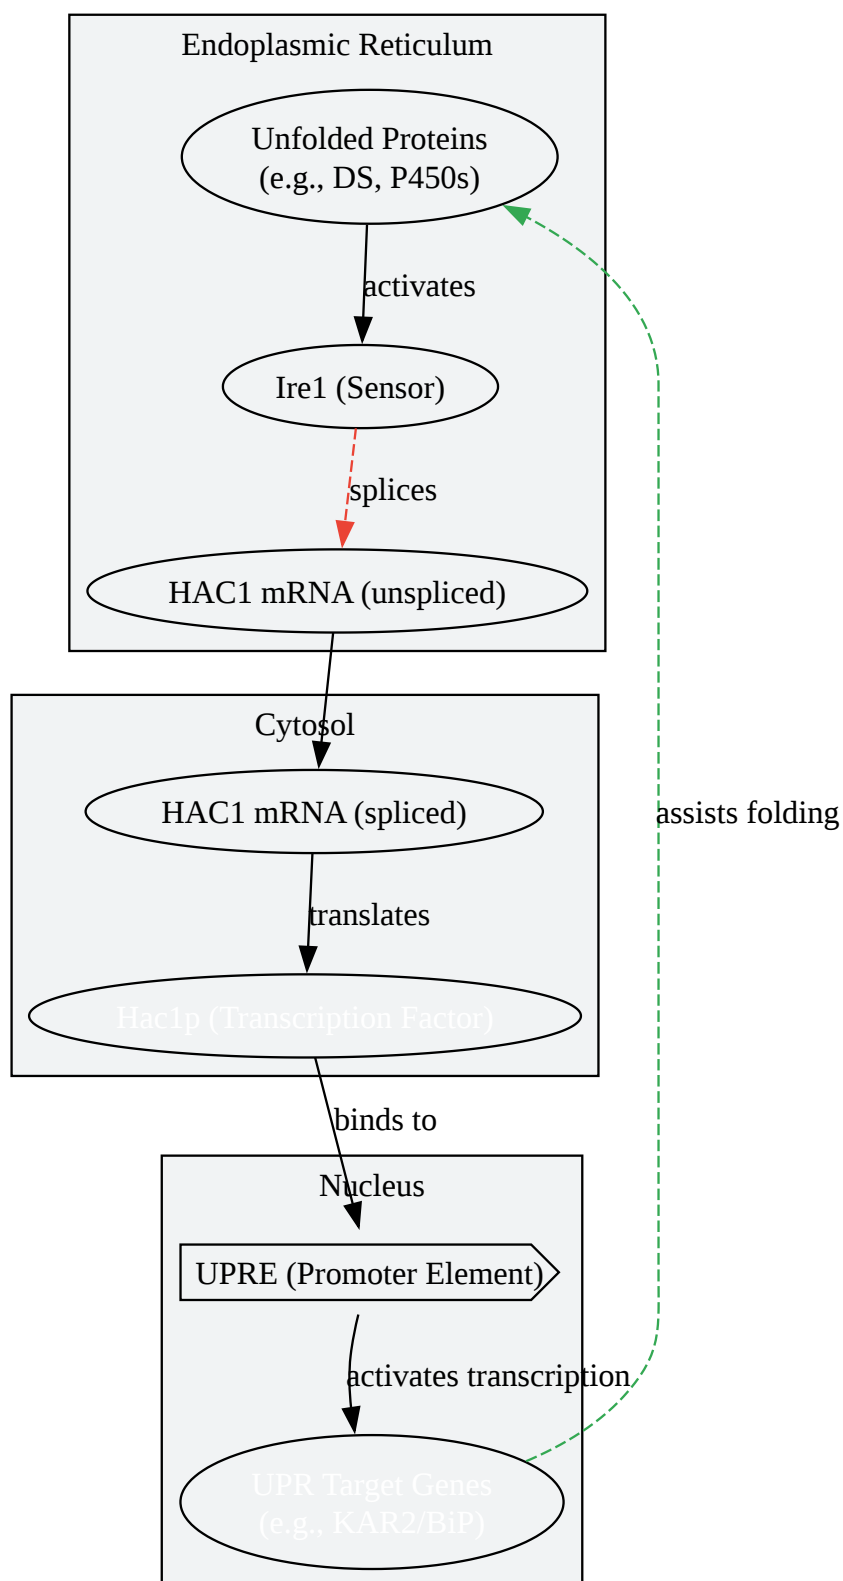 Endoplasmic Reticulum
Unfolded Proteins
(e.g., DS, P450s)
activates
Ire1 (Sensor)
splices
HAC1 mRNA (unspliced)
Cytosol
HAC1 mRNA (spliced)
assists folding
translates
Hac1p (Transcription Factor)
binds to
Nucleus
UPRE (Promoter Element)
activates transcription
UPR Target Genes
(e.g., KAR2/BiP)